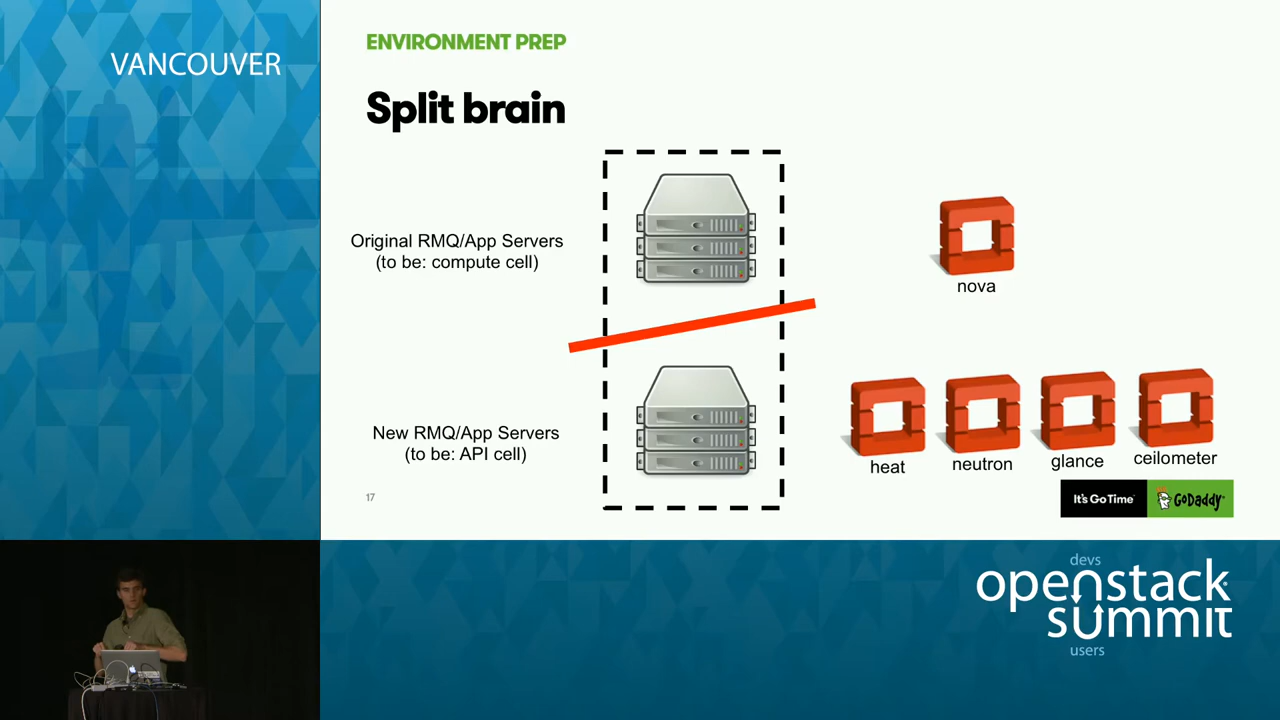 VANCOUVER
ENVIRONMENT PREP
Split brain
Original RMQ/App Servers
(to be: compute cell)
nova
New RMQ/App Servers
(to be: API cell)
heat
neutron
glance
ceilometer
17
It's Go Time
GoDaddy
devs
openstack
summit
users